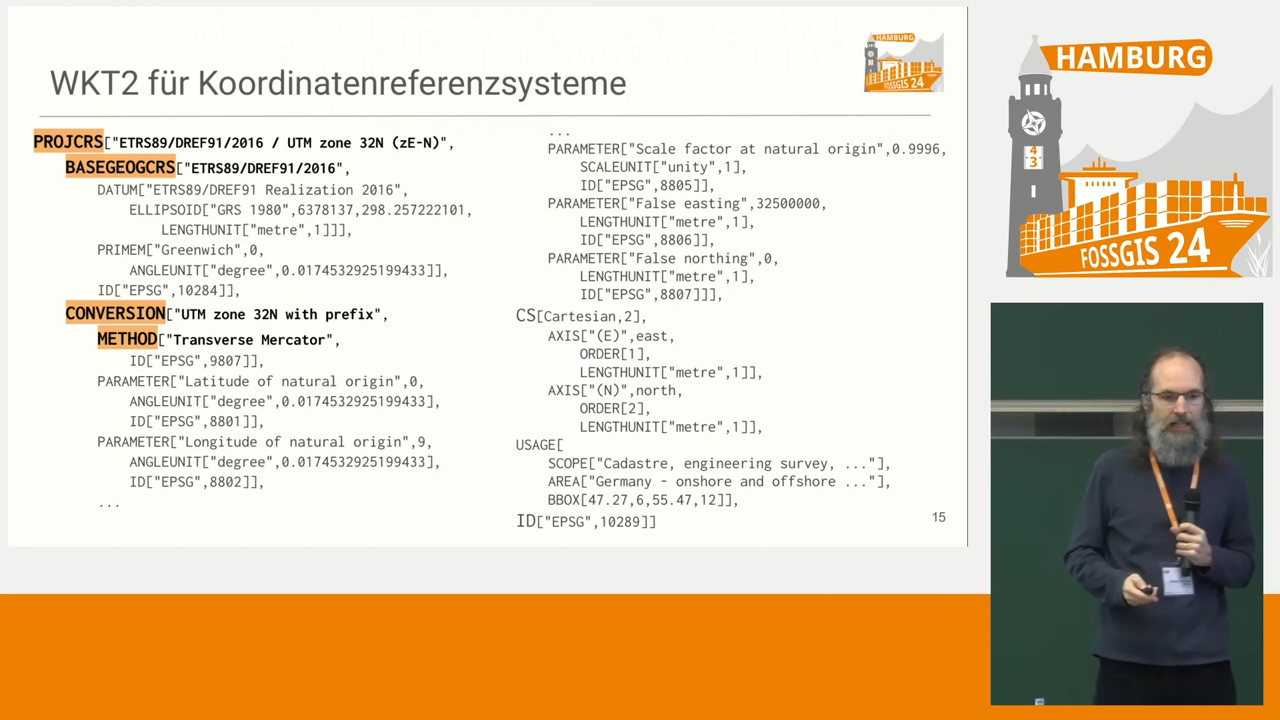 WKT2 für Koordinatenreferenzsysteme
HAMBURG
FOSSGIS 24
PROJCRS["ETRS89/DREF91/2016 / UTM zone 32N (zE-N)",
BASEGEOGCRS["ETRS89/DREF91/2016",
DATUM["ETRS89/DREF91 Realization 2016",
ELLIPSOID["GRS 1980",6378137,298.257222101,
LENGTHUNIT["metre",1]]],
PRIMEM["Greenwich",0,
ANGLEUNIT["degree",0.0174532925199433]],
ID["EPSG",10284]],
CONVERSION["UTM zone 32N with prefix",
METHOD["Transverse Mercator",
ID["EPSG",9807]],
PARAMETER["Latitude of natural origin",0,
ANGLEUNIT["degree",0.0174532925199433],
ID["EPSG",8801]],
PARAMETER["Longitude of natural origin",9,
ANGLEUNIT["degree",0.0174532925199433],
ID["EPSG",8802]],
...
...
PARAMETER["Scale factor at natural origin",0.9996,
SCALEUNIT["unity",1],
ID["EPSG",8805]],
PARAMETER["False easting",32500000,
LENGTHUNIT["metre",1],
ID["EPSG",8806]],
PARAMETER["False northing",0,
LENGTHUNIT["metre",1],
ID["EPSG",8807]]],
CS[Cartesian,2],
AXIS["(E)",east,
ORDER[1],
LENGTHUNIT["metre",1]],
AXIS["(N)",north,
ORDER[2],
LENGTHUNIT["metre",1]],
USAGE[
SCOPE["Cadastre, engineering survey, ..."],
AREA["Germany - onshore and offshore ..."],
BBOX[47.27,6,55.47,12]],
ID["EPSG",10289]]
15
HAMBURG
4
3
FOSSGIS 24